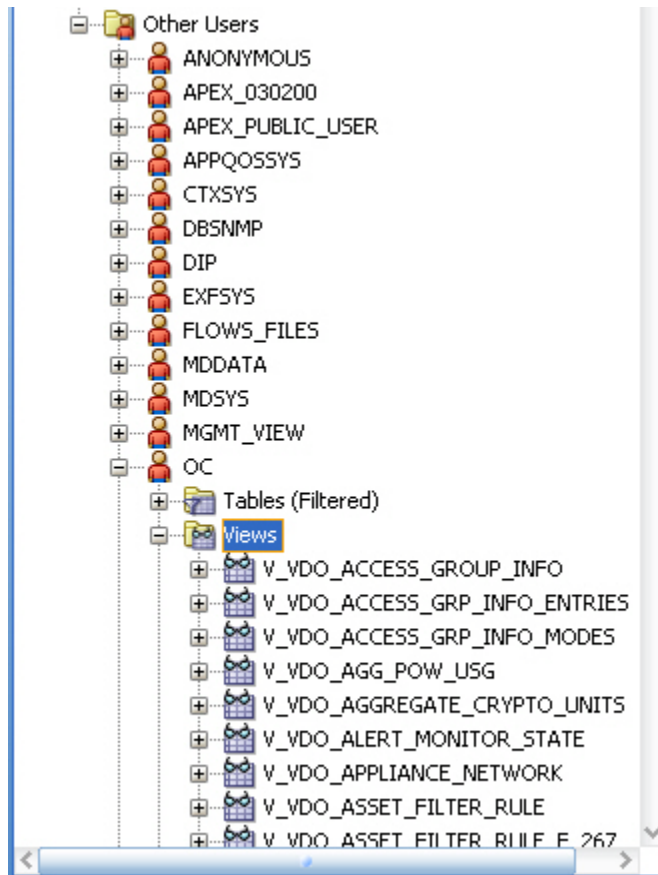 Other Users
ANONYMOUS
APEX_030200
APEX_PUBLIC_USER
APPQOSSYS
CTXSYS
DBSNMP
DIP
EXFSYS
FLOWS_FILES
MDDATA
MDSYS
MGMT_VIEW
OC
Tables (Filtered)
Views
V_VDO_ACCESS_GROUP_INFO
V_VDO_ACCESS_GRP_INFO_ENTRIES
V_VDO_ACCESS_GRP_INFO_MODES
V_VDO_AGG_POW_USG
V_VDO_AGGREGATE_CRYPTO_UNITS
V_VDO_ALERT_MONITOR_STATE
V_VDO_APPLIANCE_NETWORK
V_VDO_ASSET_FILTER_RULE
V_VDO_ASSET_FILTER_RULE_F_267